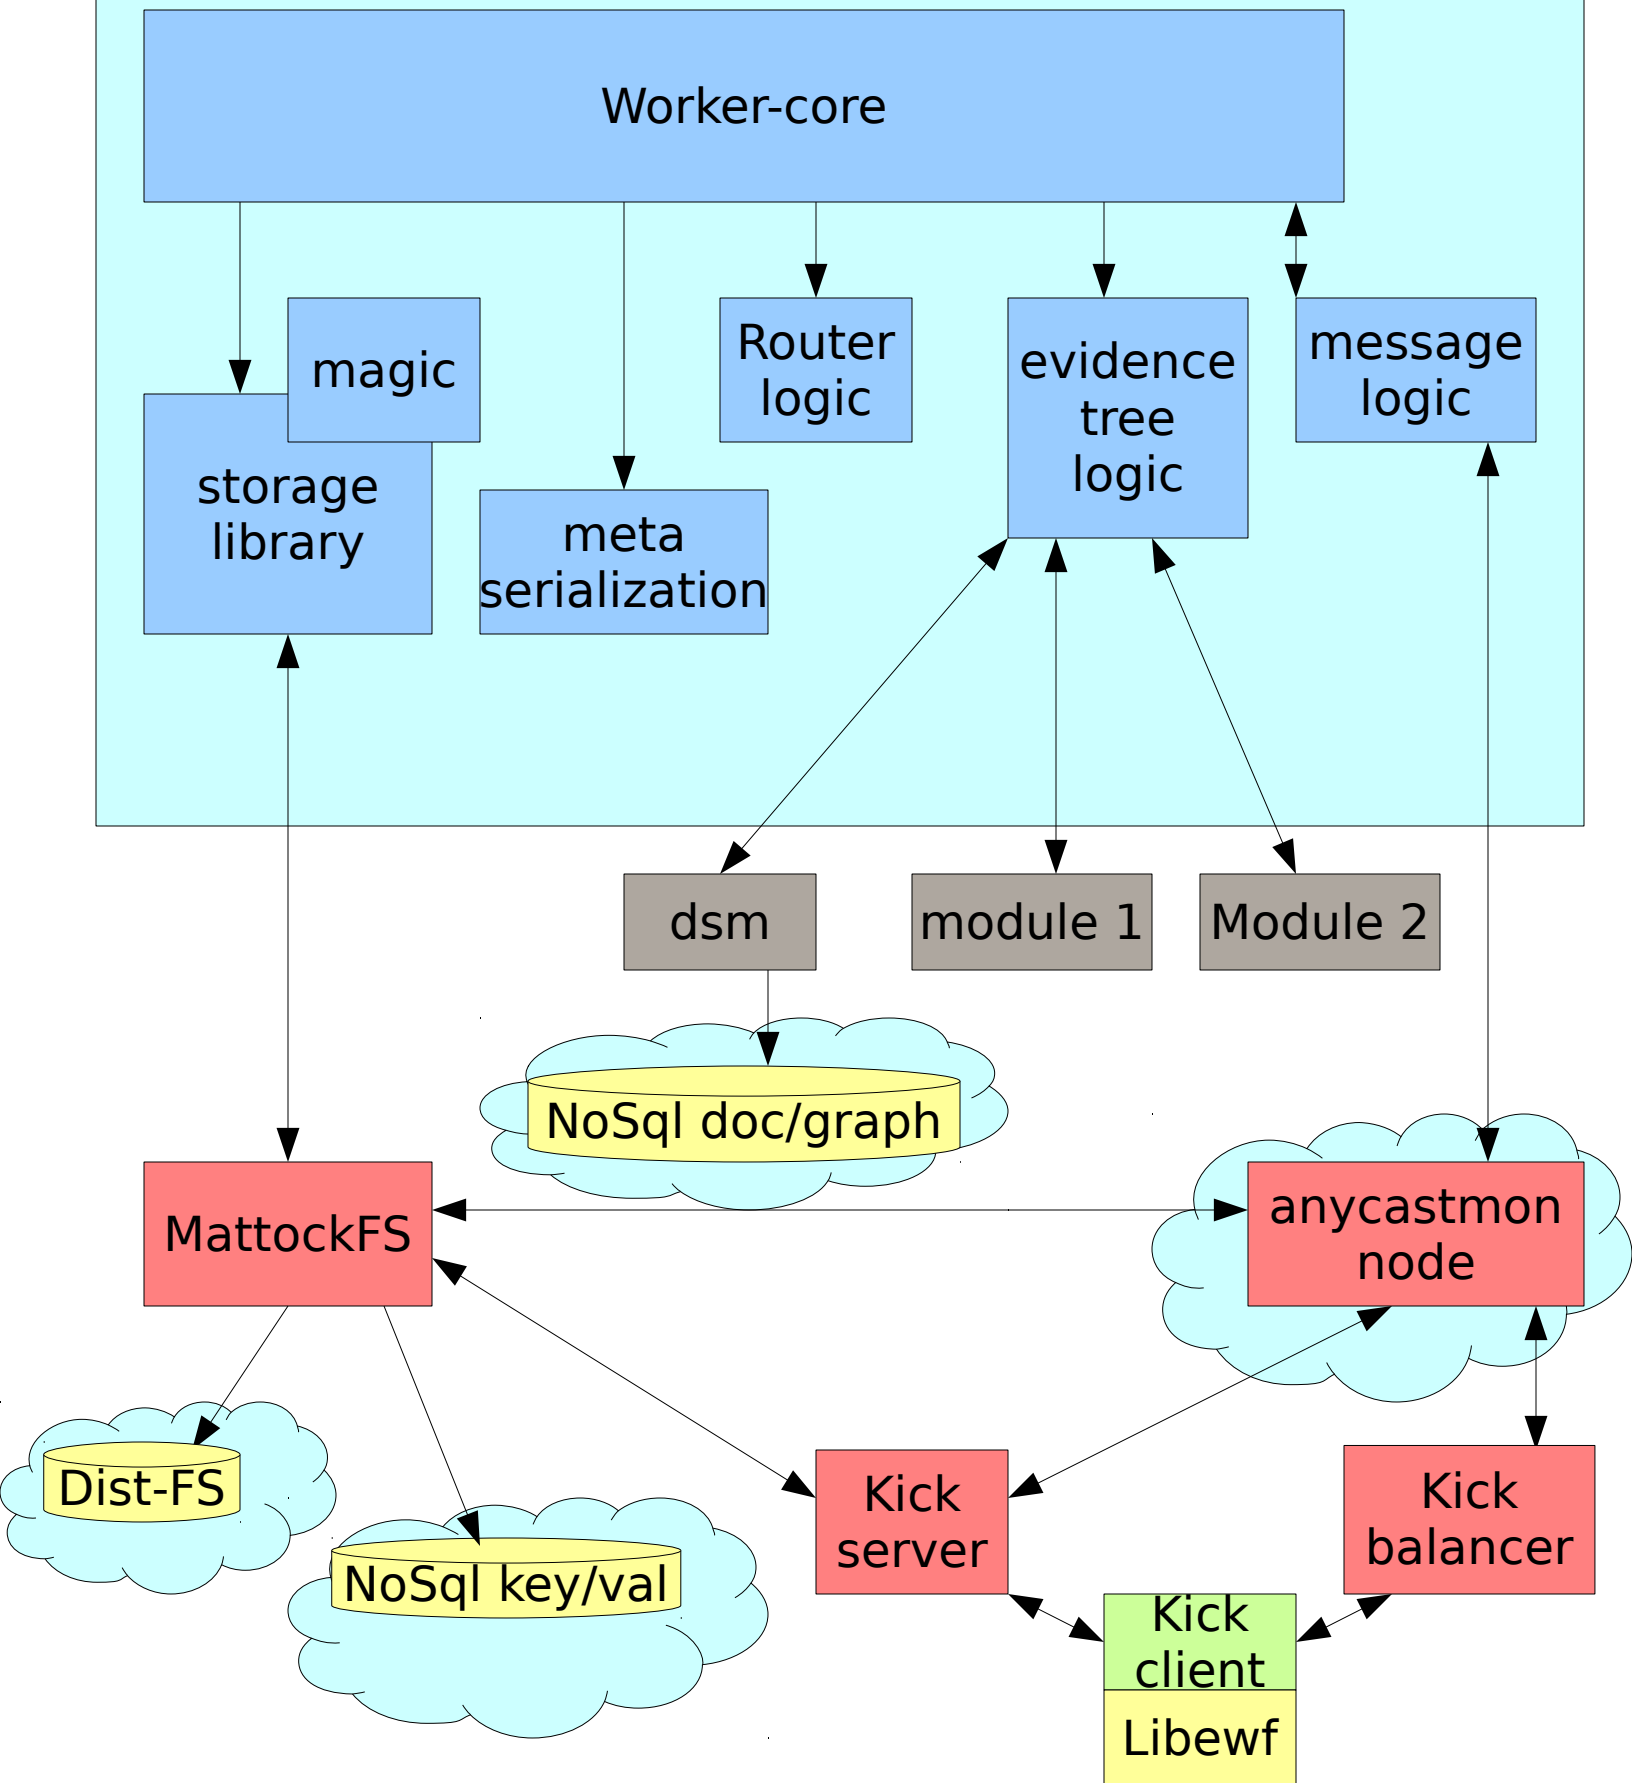 Worker-core
magic
storage
library
meta
serialization
Router
logic
evidence
tree
logic
message
logic
dsm
module 1
Module 2
NoSql doc/graph
MattockFS
anycastmon
node
Dist-FS
NoSql key/val
Kick
server
Kick
balancer
Kick
client
Libewf